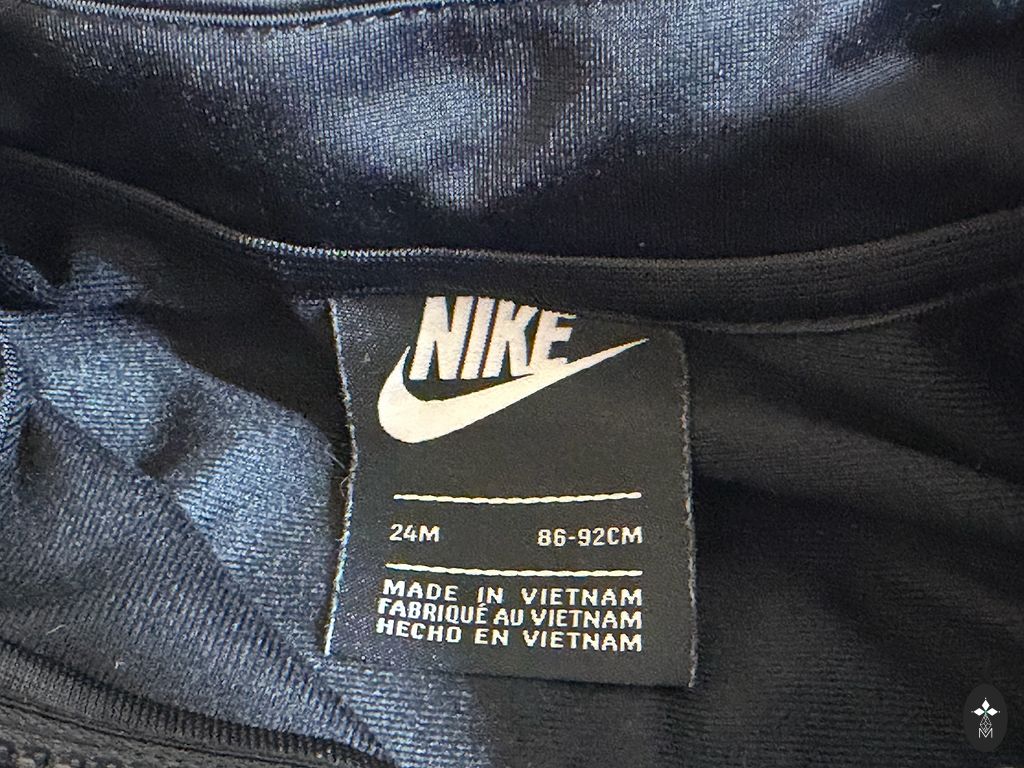 NIKE
24M 86-92CM
MADE IN VIETNAM
FABRIQUÉ AU VIETNAM
HECHO EN VIETNAM
M